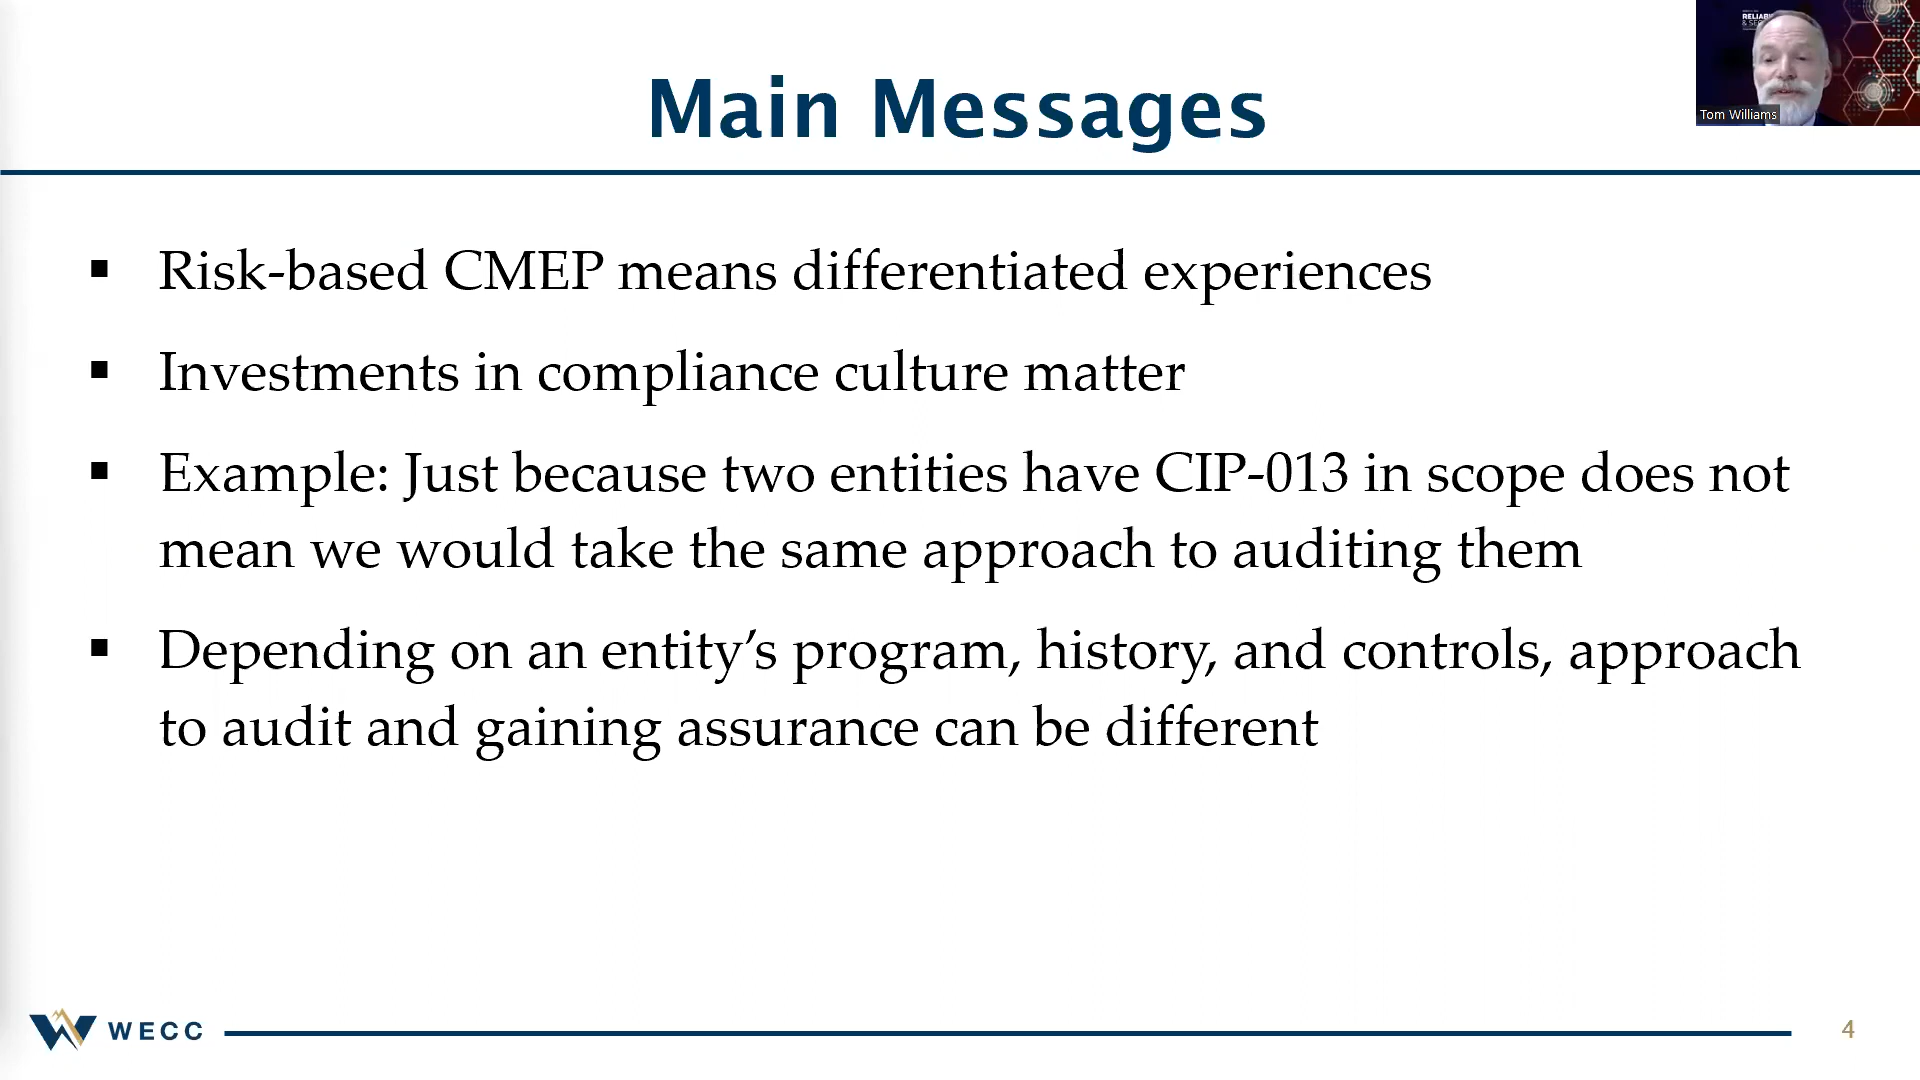 Main Messages
RELIAB
Tom Williams
▪ Risk-based CMEP means differentiated experiences
▪ Investments in compliance culture matter
▪ Example: Just because two entities have CIP-013 in scope does not
mean we would take the same approach to auditing them
▪ Depending on an entity’s program, history, and controls, approach
to audit and gaining assurance can be different
WECC
4